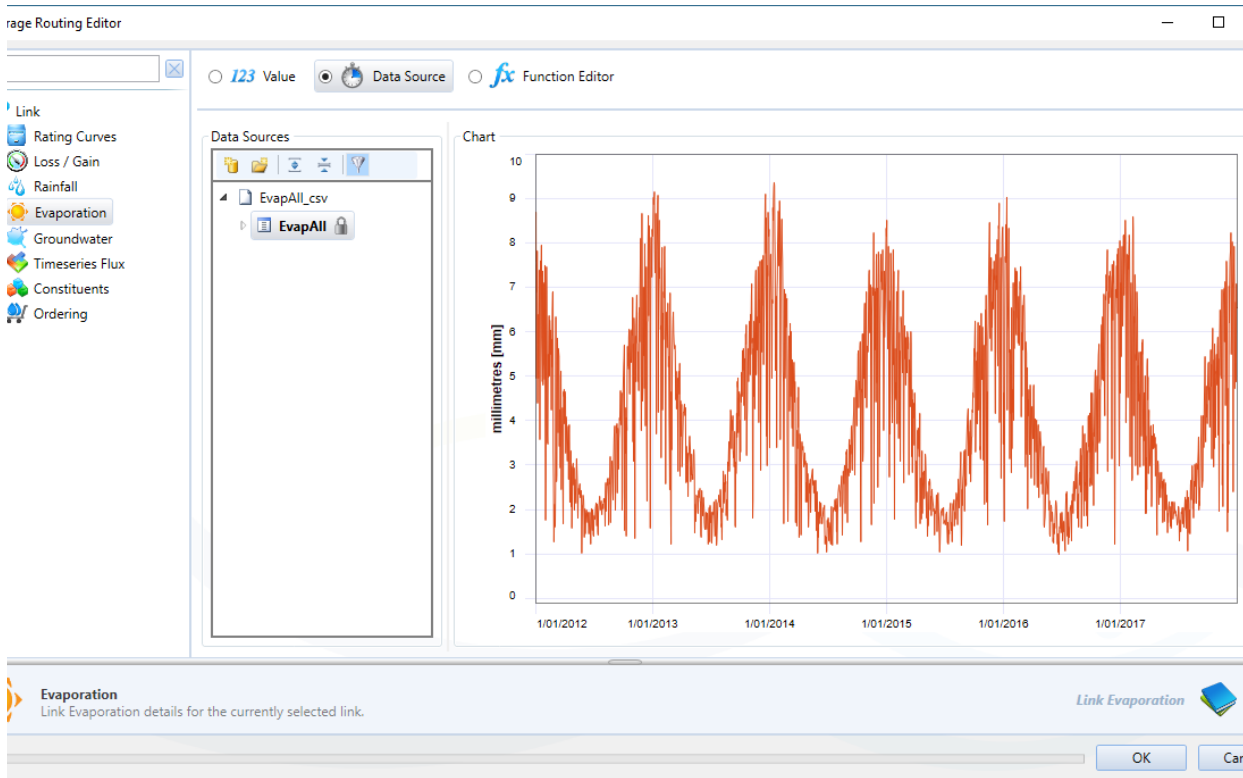 rage Routing Editor
123 Value
Data Source
fx Function Editor
Link
Rating Curves
Loss / Gain
Rainfall
Evaporation
Groundwater
Timeseries Flux
Constituents
Ordering
Data Sources
EvapAll_csv
EvapAll
Chart
10
9
8
7
6
5
4
3
2
1
0
millimetres [mm]
1/01/2012 1/01/2013 1/01/2014 1/01/2015 1/01/2016 1/01/2017
Evaporation
Link Evaporation details for the currently selected link.
Link Evaporation
OK
Car